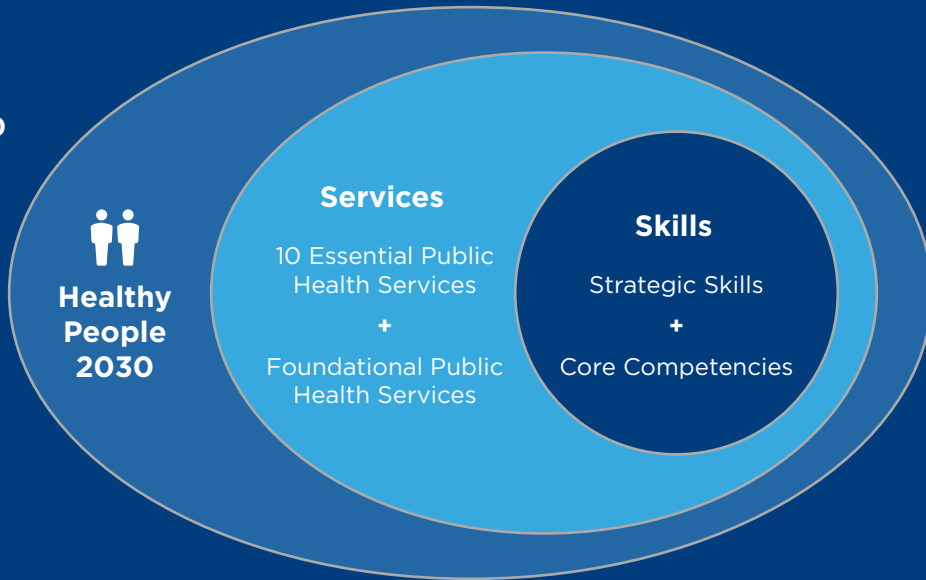 Healthy
People
2030
Services
10 Essential Public
Health Services
+
Foundational Public
Health Services
Skills
Strategic Skills
+
Core Competencies